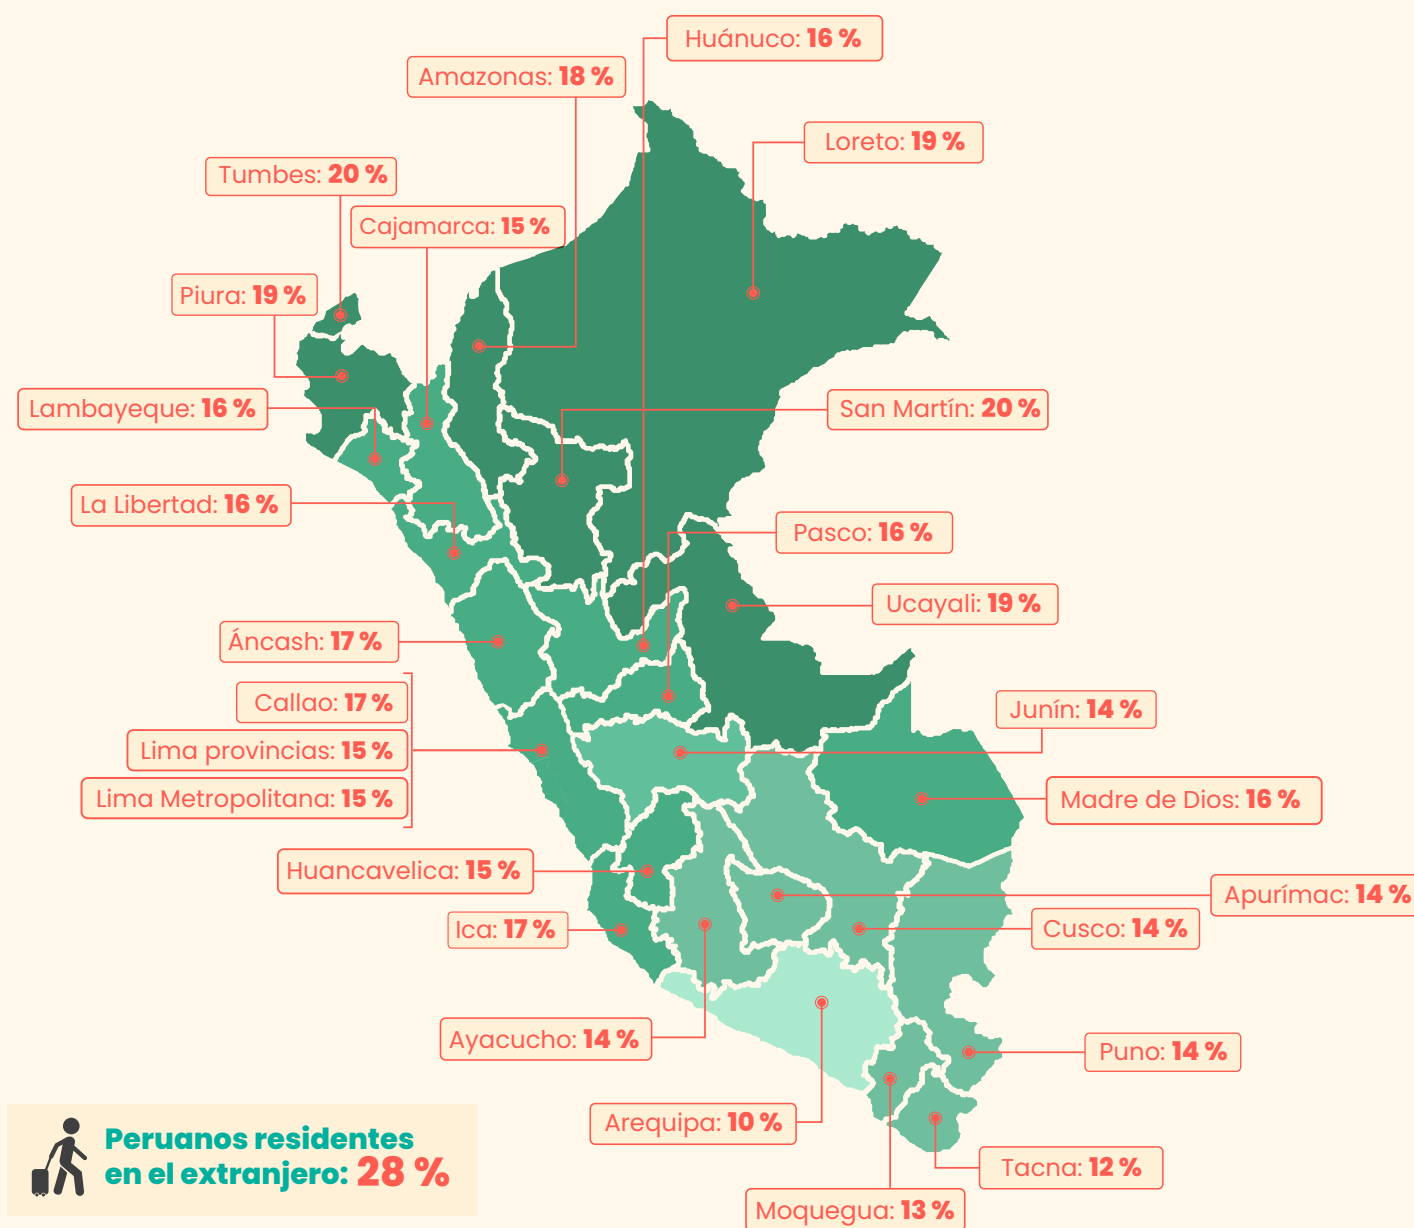 Huánuco: 16 %
Amazonas: 18 %
Loreto: 19 %
Tumbes: 20 %
Cajamarca: 15 %
Piura: 19 %
Lambayeque: 16 %
San Martín: 20 %
La Libertad: 16 %
Pasco: 16 %
Ucayali: 19 %
Áncash: 17 %
Callao: 17 %
Junín: 14 %
Lima provincias: 15 %
Lima Metropolitana: 15 %
Madre de Dios: 16 %
Huancavelica: 15 %
Apurímac: 14 %
Ica: 17 %
Cusco: 14 %
Ayacucho: 14 %
Puno: 14 %
Arequipa: 10 %
Tacna: 12 %
Moquegua: 13 %
Peruanos residentes
en el extranjero: 28 %